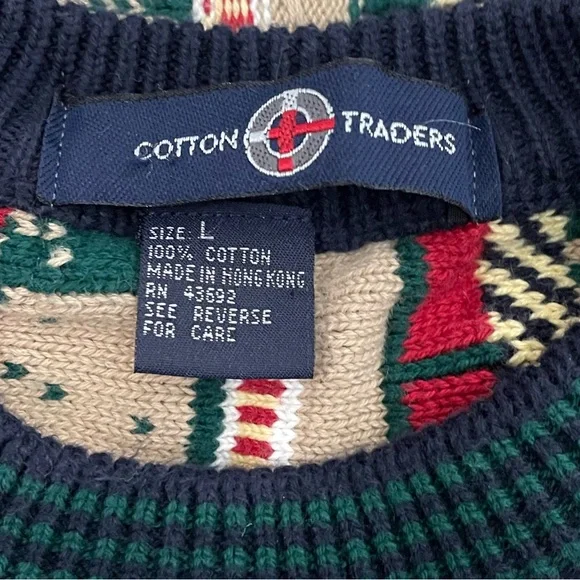 COTTON TRADERS
SIZE: L
100% COTTON
MADE IN HONG KONG
RN 43692
SEE REVERSE
FOR CARE